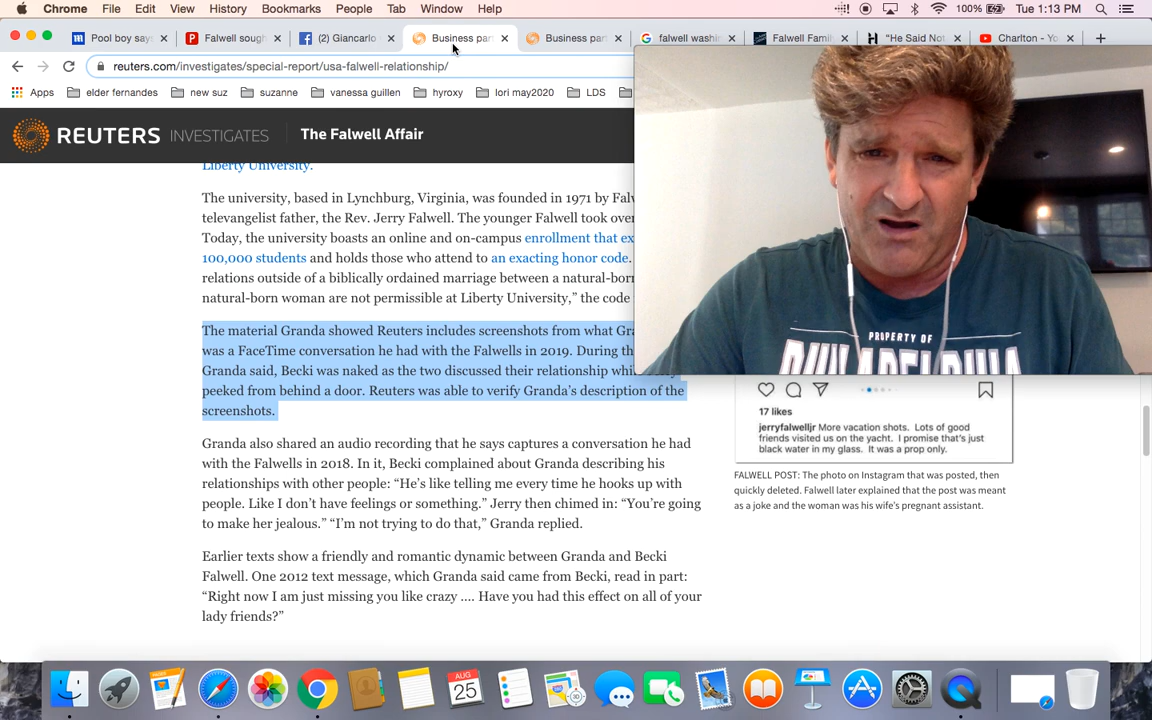 Chrome File Edit View History Bookmarks People Tab Window Help 100% Tue 1:13 PM
Pool boy say Falwell sough (2) Giancarlo Business par Business par falwell washi Falwell Fami "He Said Not Charlton - Yo
reuters.com/investigates/special-report/usa-falwell-relationship/
Apps elder fernandes new suz suzanne vanessa guillen hyroxy lori may2020 LDS
REUTERS INVESTIGATES The Falwell Affair
Liberty University.
The university, based in Lynchburg, Virginia, was founded in 1971 by
televangelist father, the Rev. Jerry Falwell. The younger Falwell took over
Today, the university boasts an online and on-campus enrollment that
100,000 students and holds those who attend to an exacting honor code.
relations outside of a biblically ordained marriage between a natural-born
natural-born woman are not permissible at Liberty University,” the code
The material Granda showed Reuters includes screenshots from what
was a FaceTime conversation he had with the Falwells in 2019. During
Granda said, Becki was naked as the two discussed their relationship
peeked from behind a door. Reuters was able to verify Granda’s description of the
screenshots.
Granda also shared an audio recording that he says captures a conversation he had
with the Falwells in 2018. In it, Becki complained about Granda describing his
relationships with other people: “He’s like telling me every time he hooks up with
people. Like I don’t have feelings or something.” Jerry then chimed in: “You’re going
to make her jealous.” “I’m not trying to do that,” Granda replied.
Earlier texts show a friendly and romantic dynamic between Granda and Becki
Falwell. One 2012 text message, which Granda said came from Becki, read in part:
“Right now I am just missing you like crazy .... Have you had this effect on all of your
lady friends?”
PROPERTY OF
PHILADELPHIA
17 likes
jerryfalwelljr More vacation shots. Lots of good
friends visited us on the yacht. I promise that's just
black water in my glass. It was a prop only.
FALWELL POST: The photo on Instagram that was posted, then
quickly deleted. Falwell later explained that the post was meant
as a joke and the woman was his wife’s pregnant assistant.
AUG
25